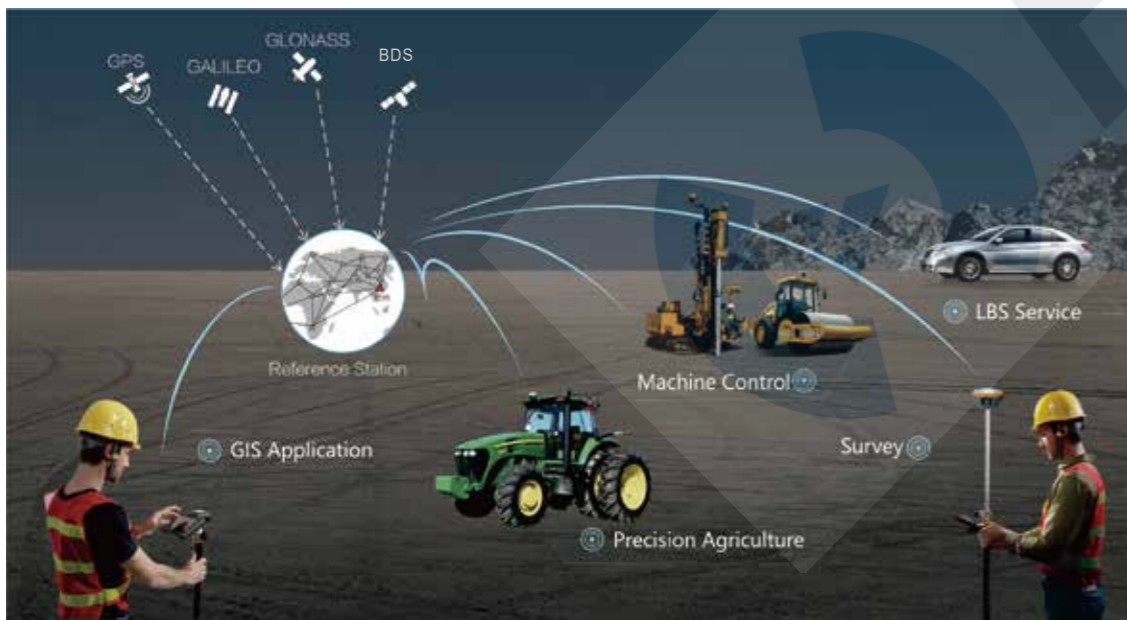 GPS
GALILEO
GLONASS
BDS
Reference Station
GIS Application
Precision Agriculture
Machine Control
Survey
LBS Service